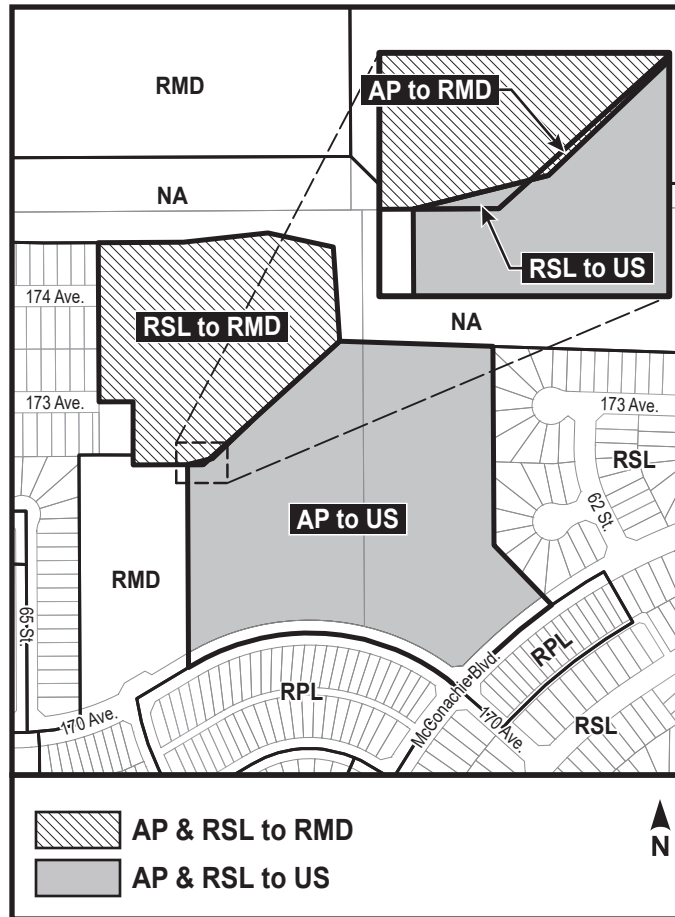 RMD
AP to RMD
NA
RSL to US
174 Ave.
RSL to RMD
NA
173 Ave.
173 Ave.
RSL
AP to US
62 St.
RMD
65 St.
RPL
RPL
McConachie Blvd.
170 Ave.
170 Ave.
RSL
AP & RSL to RMD
AP & RSL to US
N